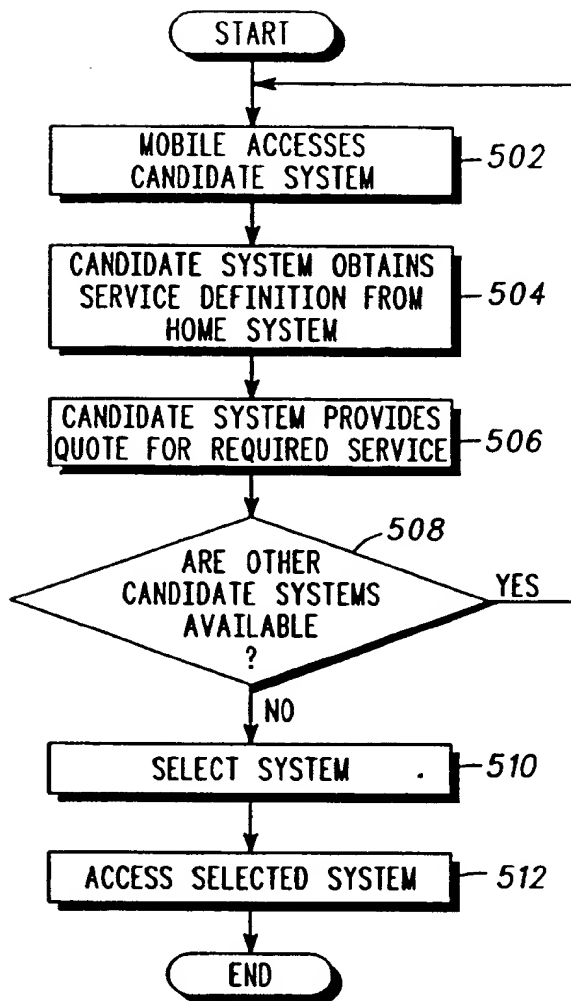 START
MOBILE ACCESSES
CANDIDATE SYSTEM
502
CANDIDATE SYSTEM OBTAINS
SERVICE DEFINITION FROM
HOME SYSTEM
504
CANDIDATE SYSTEM PROVIDES
QUOTE FOR REQUIRED SERVICE
506
508
ARE OTHER
CANDIDATE SYSTEMS
AVAILABLE
?
YES
NO
SELECT SYSTEM
510
ACCESS SELECTED SYSTEM
512
END